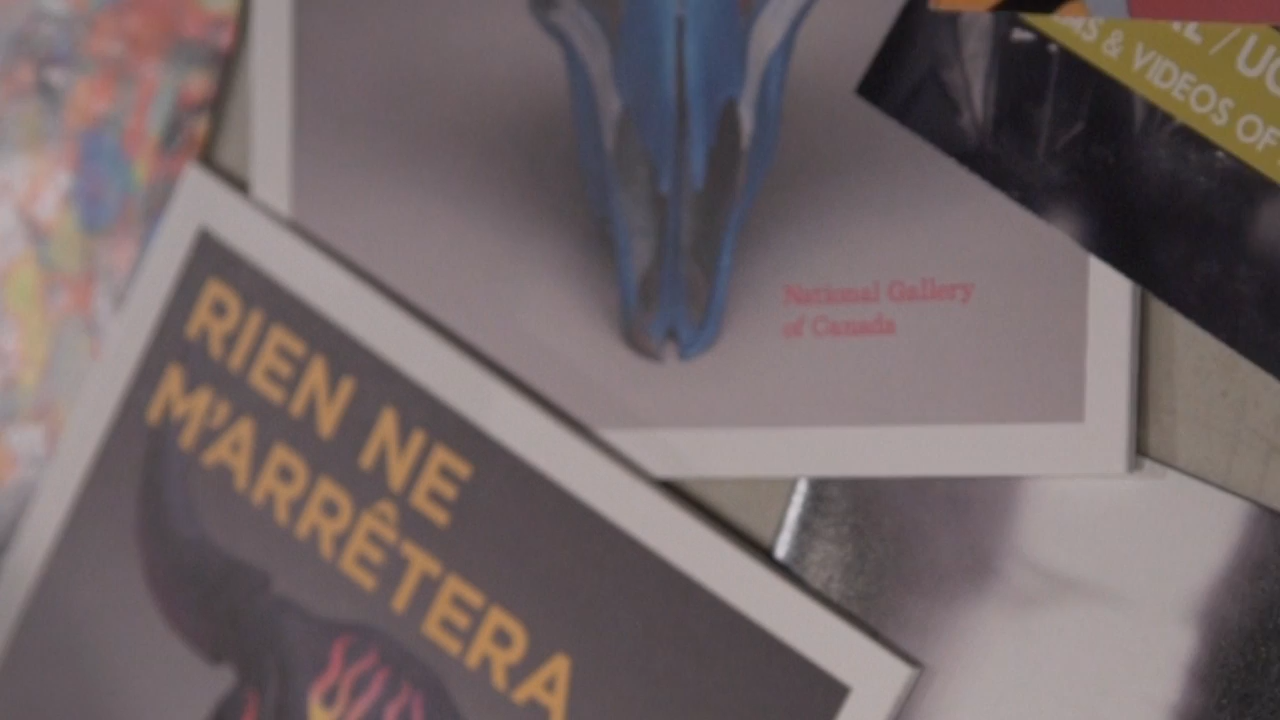 & VIDEOS OF
National Gallery
of Canada
RIEN NE
M'ARRÊTERA